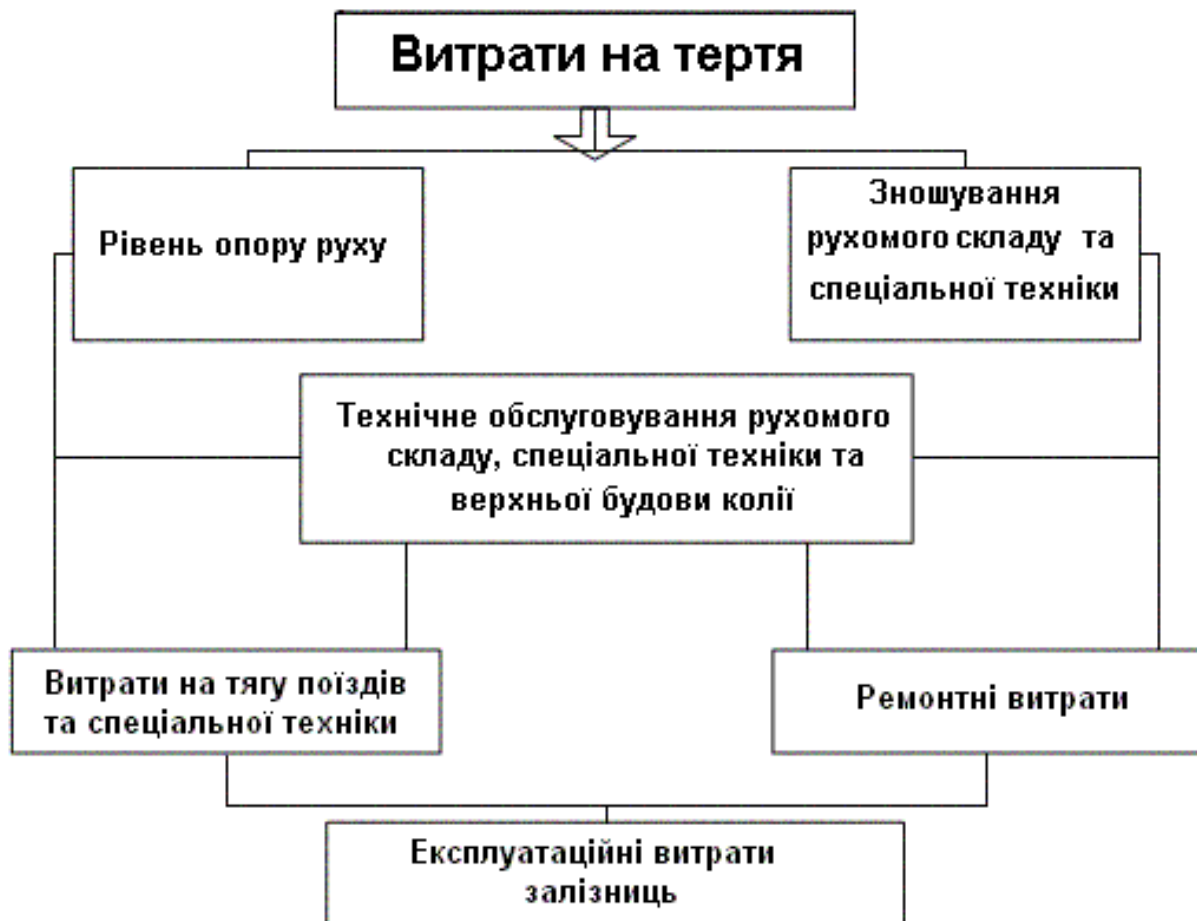 Витрати на тертя
Рівень опору руху
Зношування
рухомого складу та
спеціальної техніки
Технічне обслуговування рухомого
складу, спеціальної техніки та
верхньої будови колії
Витрати на тягу поїздів
та спеціальної техніки
Ремонтні витрати
Експлуатаційні витрати
залізниць